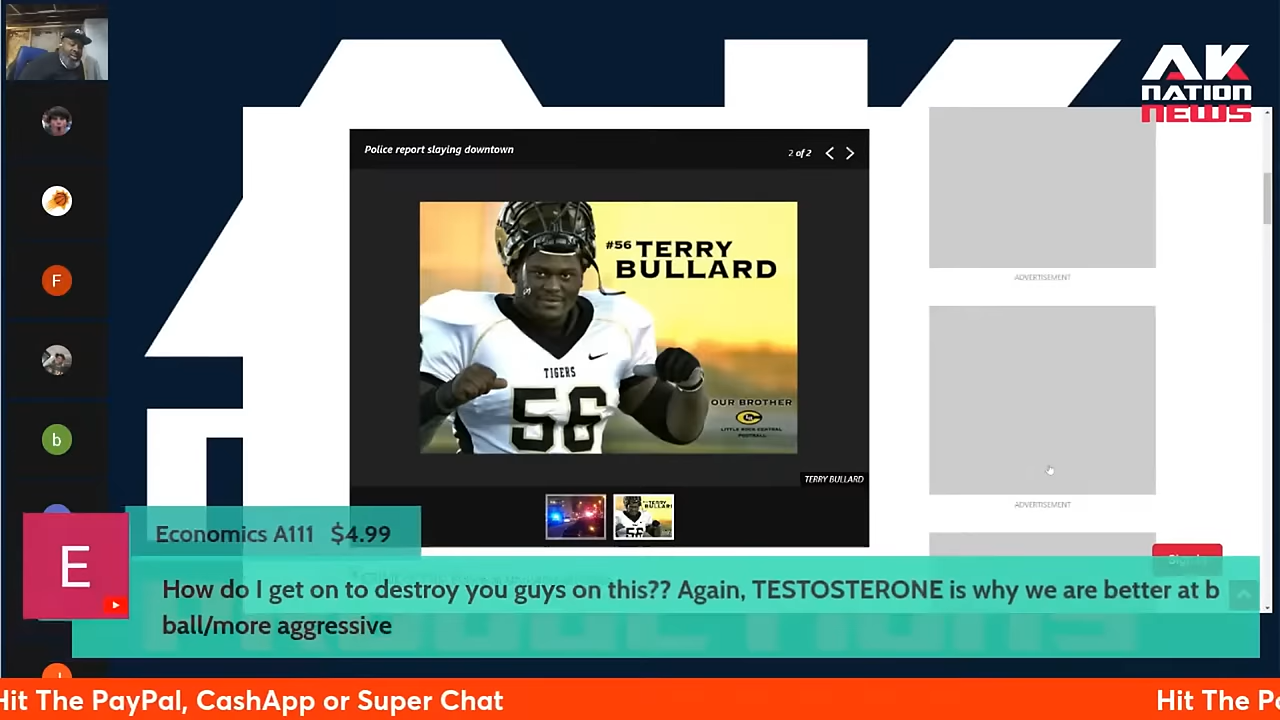 AK
NATION
NEWS
Police report slaying downtown
2 of 2
#56 TERRY
BULLARD
TIGERS
56
OUR BROTHER
LITTLE ROCK CENTRAL
FOOTBALL
TERRY BULLARD
ADVERTISEMENT
ADVERTISEMENT
F
b
E
Economics A111 $4.99
How do I get on to destroy you guys on this?? Again, TESTOSTERONE is why we are better at b
ball/more aggressive
Hit The PayPal, CashApp or Super Chat
Hit The Pa